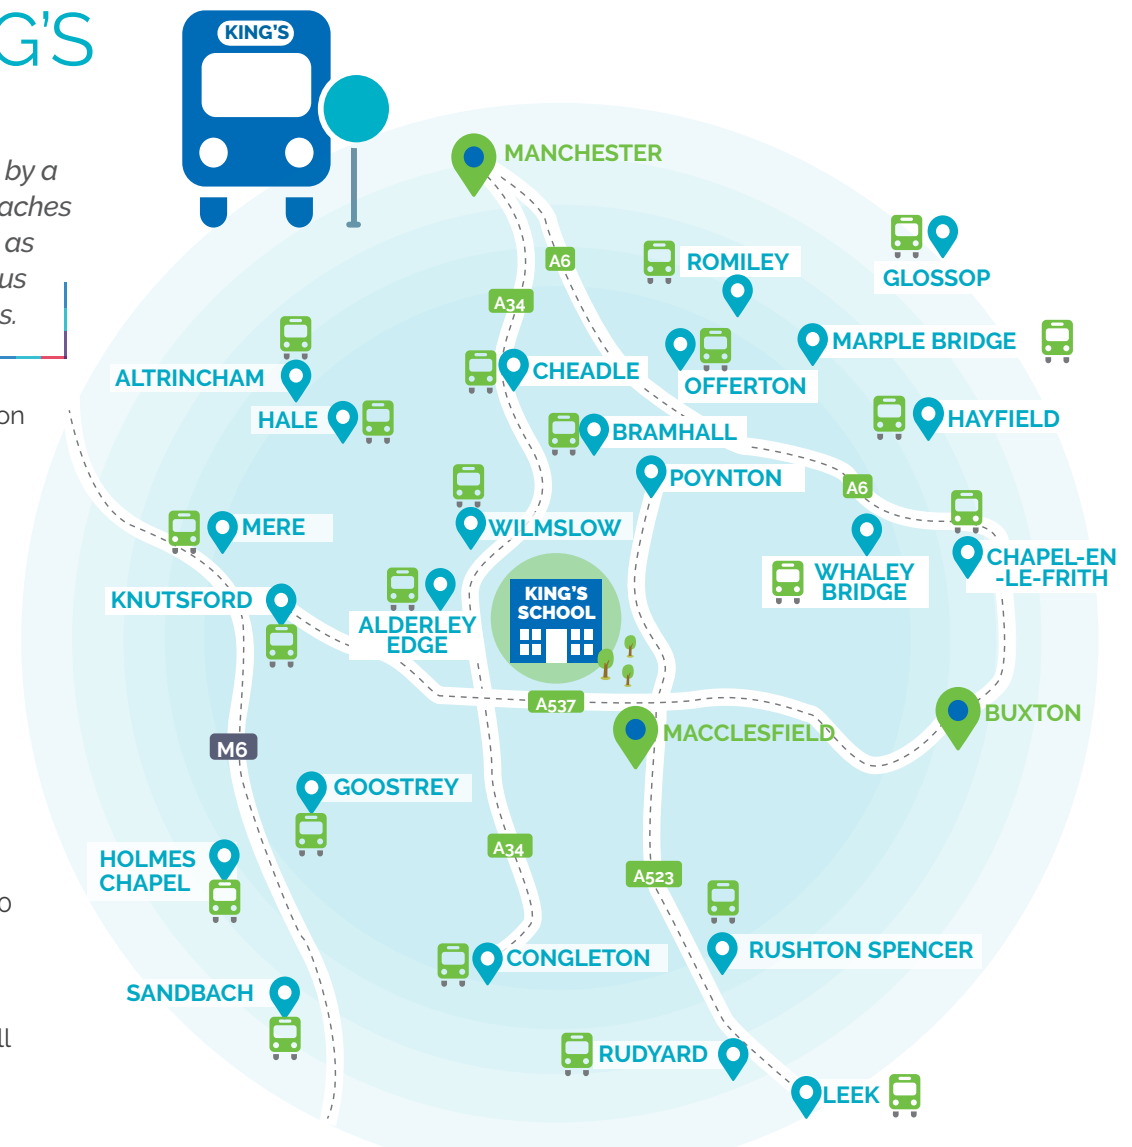 G'S
KING'S
by a
aches
as
us
s.
on
o
ll
MANCHESTER
A6
ROMILEY
GLOSSOP
A34
MARPLE BRIDGE
CHEADLE
OFFERTON
ALTRINCHAM
HALE
HAYFIELD
BRAMHALL
POYNTON
A6
MERE
WILMSLOW
CHAPEL-EN
-LE-FRITH
WHALEY
BRIDGE
KNUTSFORD
KING'S
SCHOOL
ALDERLEY
EDGE
A537
BUXTON
MACCLESFIELD
M6
GOOSTREY
A34
HOLMES
CHAPEL
A523
RUSHTON SPENCER
CONGLETON
SANDBACH
RUDYARD
LEEK